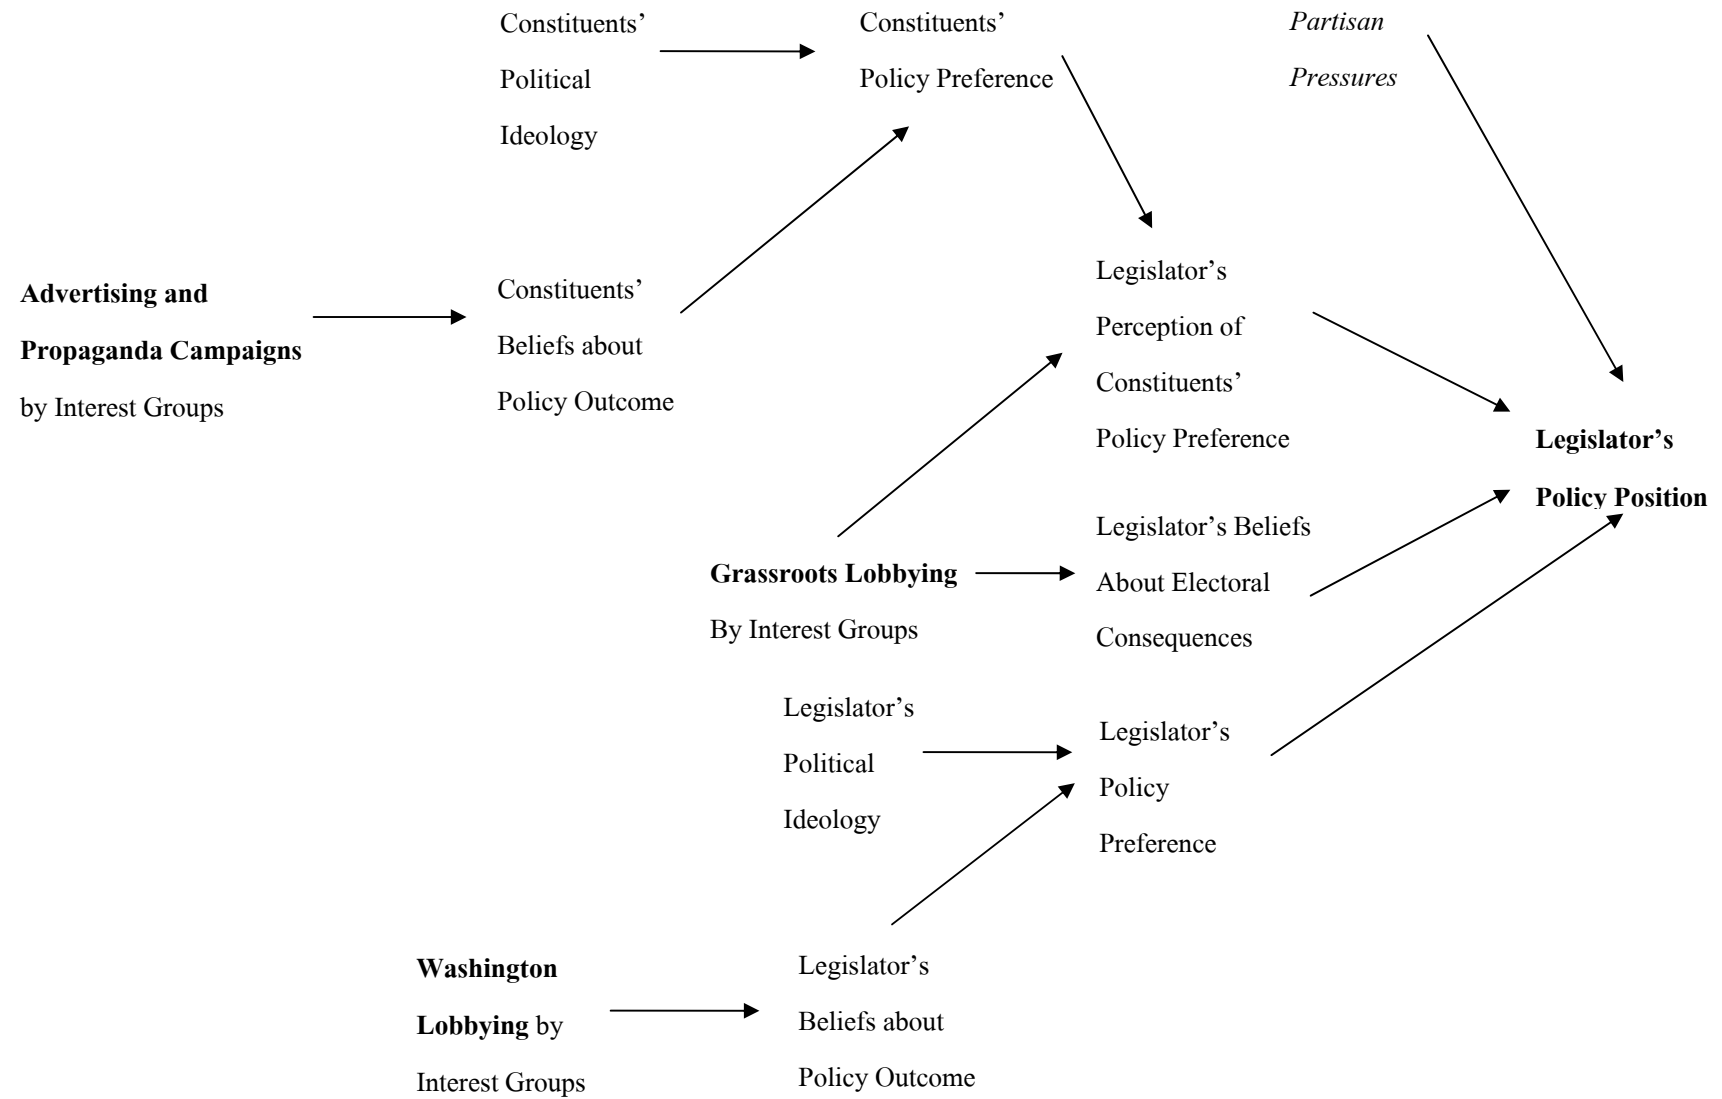 Constituents’
Political
Ideology
Constituents’
Policy Preference
Partisan
Pressures
Advertising and
Propaganda Campaigns
by Interest Groups
Constituents’
Beliefs about
Policy Outcome
Legislator’s
Perception of
Constituents’
Policy Preference
Legislator’s
Policy Position
Grassroots Lobbying
By Interest Groups
Legislator’s Beliefs
About Electoral
Consequences
Legislator’s
Political
Ideology
Legislator’s
Policy
Preference
Washington
Lobbying by
Interest Groups
Legislator’s
Beliefs about
Policy Outcome